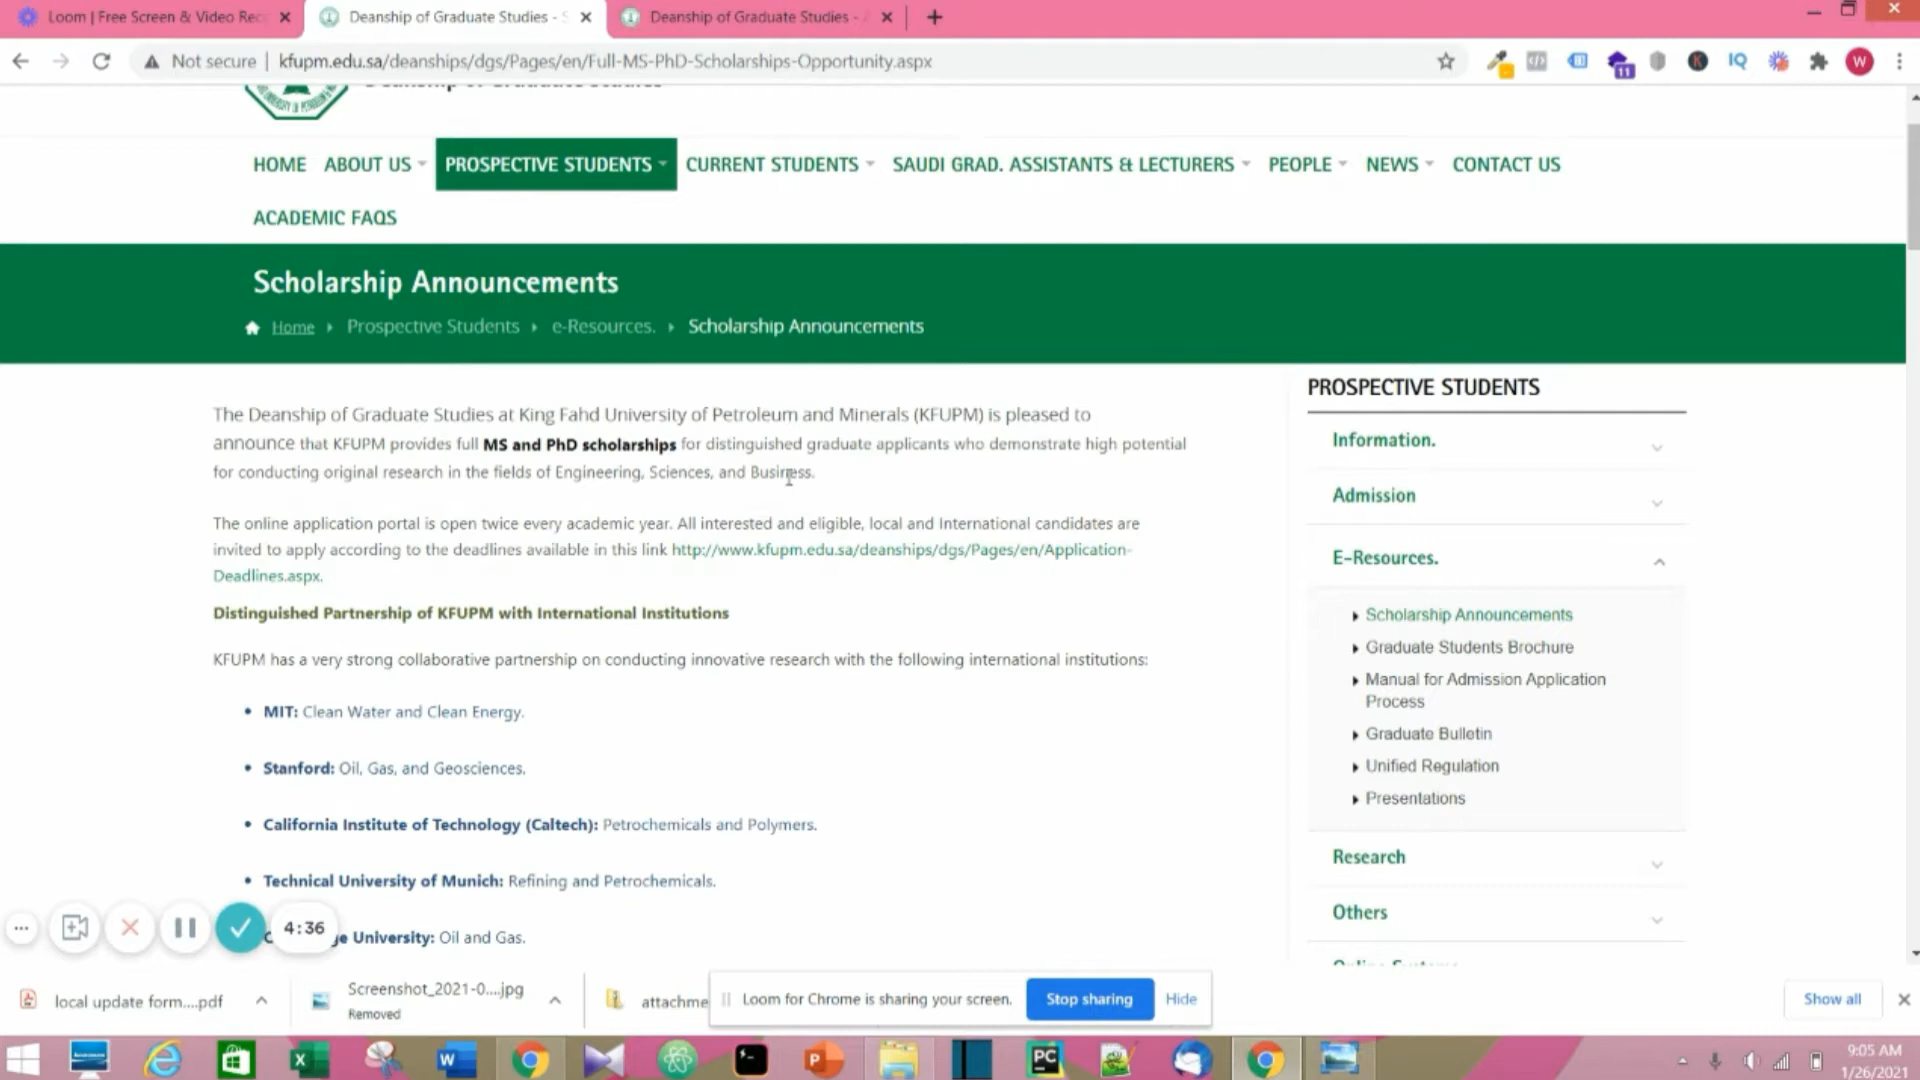 Loom | Free Screen & Video Rec
Deanship of Graduate Studies - S
Deanship of Graduate Studies -
Not secure | kfupm.edu.sa/deanships/dgs/Pages/en/Full-MS-PhD-Scholarships-Opportunity.aspx
11
IQ
W
HOME ABOUT US PROSPECTIVE STUDENTS CURRENT STUDENTS SAUDI GRAD. ASSISTANTS & LECTURERS PEOPLE NEWS CONTACT US
ACADEMIC FAQS
Scholarship Announcements
Home Prospective Students e-Resources. Scholarship Announcements
The Deanship of Graduate Studies at King Fahd University of Petroleum and Minerals (KFUPM) is pleased to
announce that KFUPM provides full MS and PhD scholarships for distinguished graduate applicants who demonstrate high potential
for conducting original research in the fields of Engineering, Sciences, and Business.
The online application portal is open twice every academic year. All interested and eligible, local and International candidates are
invited to apply according to the deadlines available in this link http://www.kfupm.edu.sa/deanships/dgs/Pages/en/Application-
Deadlines.aspx.
Distinguished Partnership of KFUPM with International Institutions
KFUPM has a very strong collaborative partnership on conducting innovative research with the following international institutions:
• MIT: Clean Water and Clean Energy.
• Stanford: Oil, Gas, and Geosciences.
• California Institute of Technology (Caltech): Petrochemicals and Polymers.
• Technical University of Munich: Refining and Petrochemicals.
University: Oil and Gas.
PROSPECTIVE STUDENTS
Information.
Admission
E-Resources.
Scholarship Announcements
Graduate Students Brochure
Manual for Admission Application
Process
Graduate Bulletin
Unified Regulation
Presentations
Research
Others
4:36
local update form....pdf
Screenshot_2021-0....jpg
Removed
attachme
Loom for Chrome is sharing your screen.
Stop sharing
Hide
Show all
PC
9:05 AM
1/26/2021